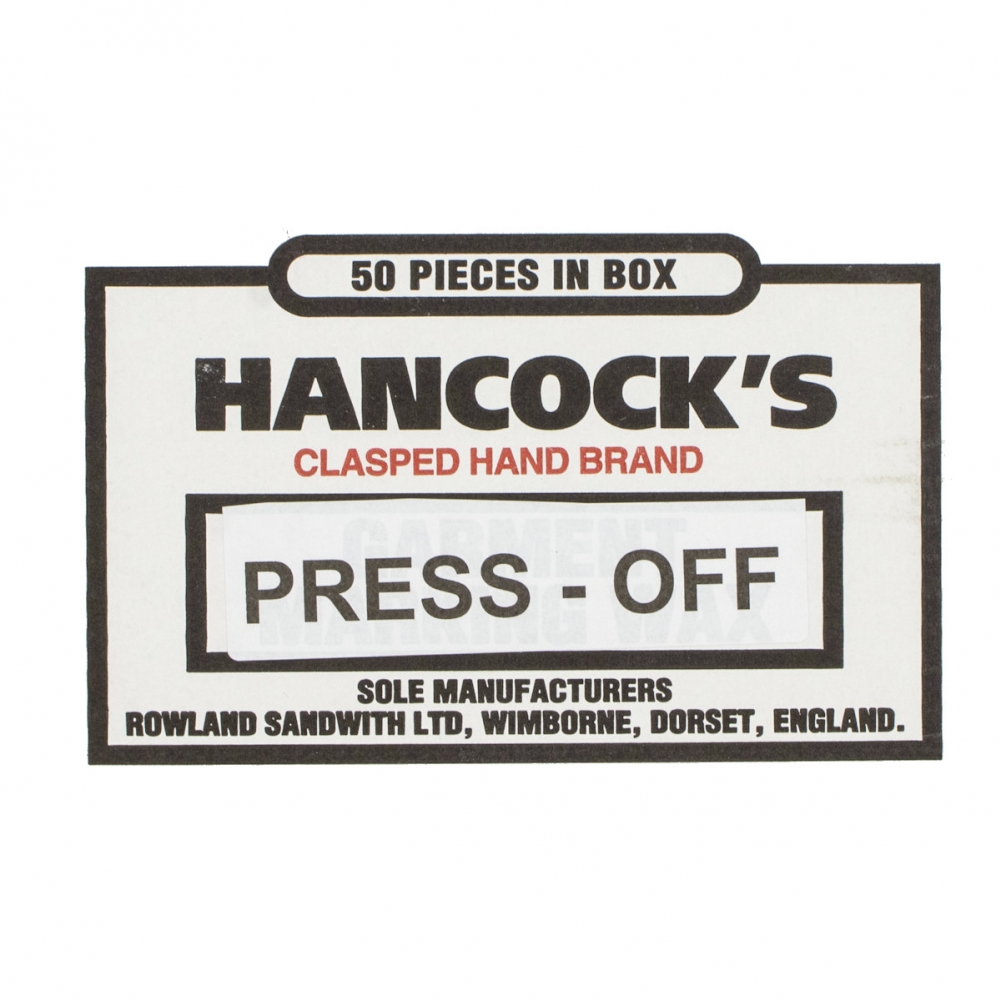 50 PIECES IN BOX
HANCOCK'S
CLASPED HAND BRAND
GARMENT
MARKING WAX
PRESS - OFF
SOLE MANUFACTURERS
ROWLAND SANDWITH LTD, WIMBORNE, DORSET, ENGLAND.